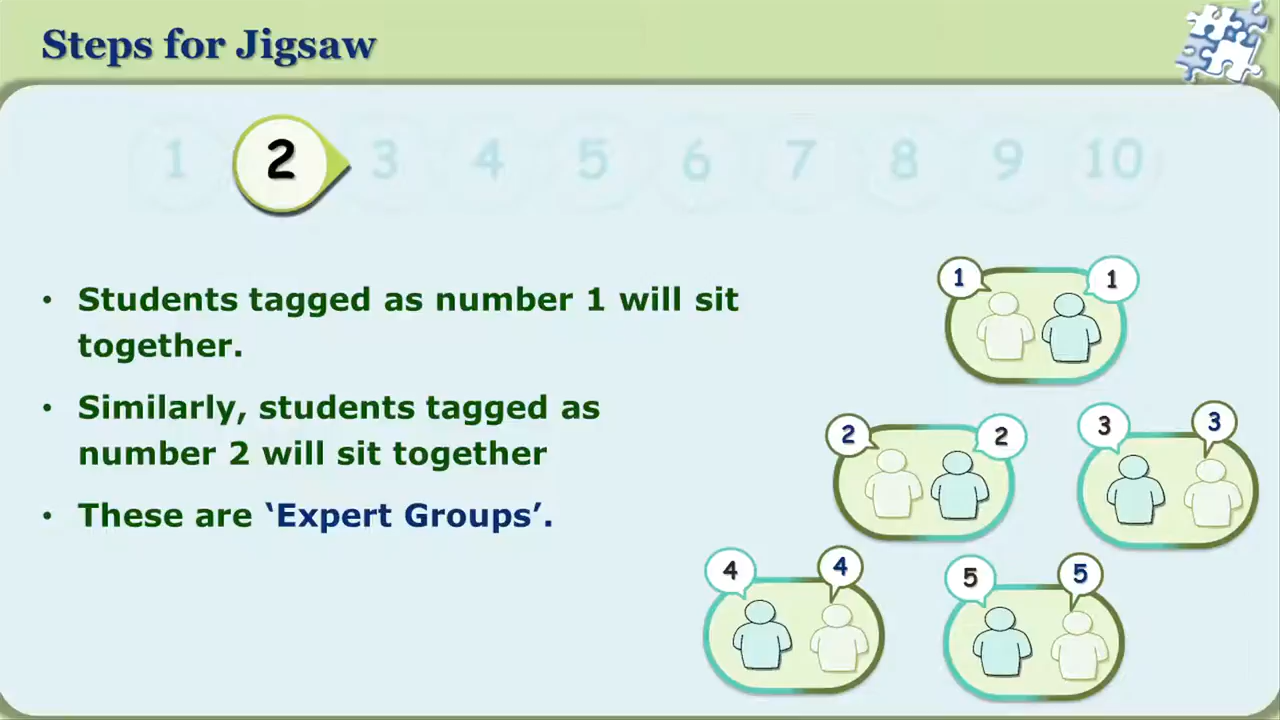 Steps for Jigsaw
1 2 3 4 5 6 7 8 9 10
• Students tagged as number 1 will sit
together.
• Similarly, students tagged as
number 2 will sit together
• These are ‘Expert Groups’.
1 1
2 2
3 3
4 4
5 5